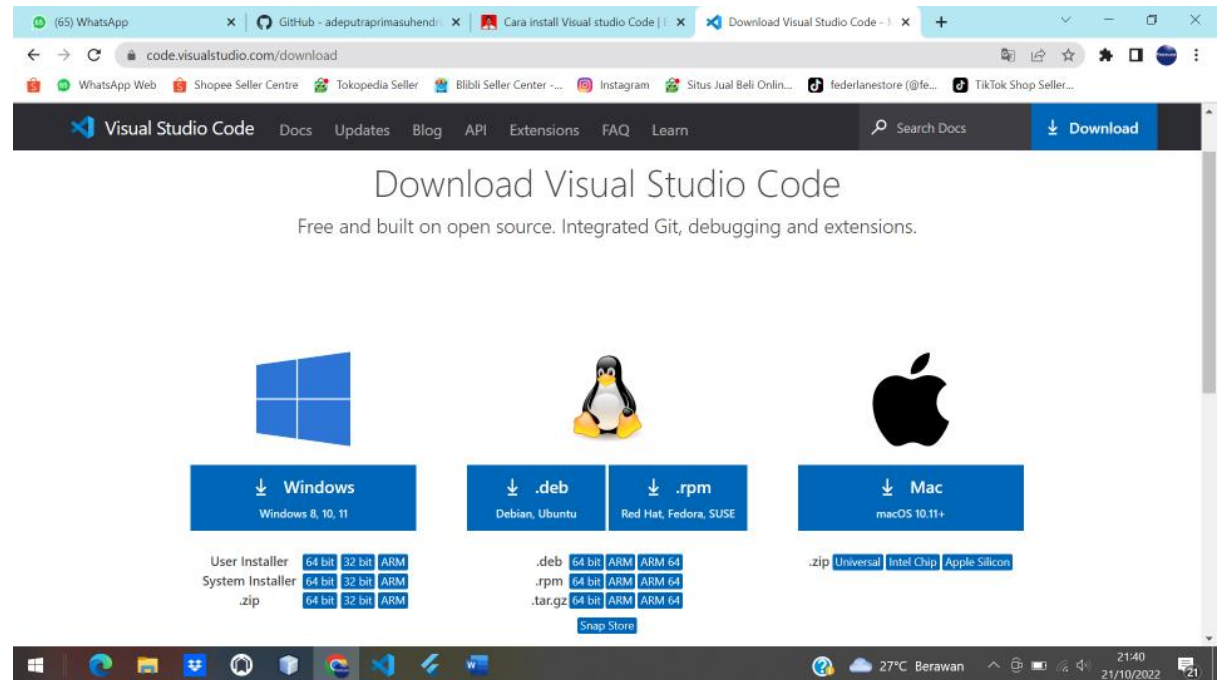 (65) WhatsApp
GitHub - adeputraprimasuhendri
Cara install Visual studio Code |
Download Visual Studio Code -
code.visualstudio.com/download
WhatsApp Web
Shopee Seller Centre
Tokopedia Seller
Blibli Seller Center -...
Instagram
Situs Jual Beli Onlin...
federlanestore (@fe...
TikTok Shop Seller...
Visual Studio Code Docs Updates Blog API Extensions FAQ Learn Search Docs Download
Download Visual Studio Code
Free and built on open source. Integrated Git, debugging and extensions.
Windows
Windows 8, 10, 11
User Installer 64 bit 32 bit ARM
System Installer 64 bit 32 bit ARM
.zip 64 bit 32 bit ARM
.deb
Debian, Ubuntu
.rpm
Red Hat, Fedora, SUSE
.deb 64 bit ARM ARM 64
.rpm 64 bit ARM ARM 64
.tar.gz 64 bit ARM ARM 64
Snap Store
Mac
macOS 10.11+
.zip Universal Intel Chip Apple Silicon
27°C Berawan
21:40
21/10/2022
21